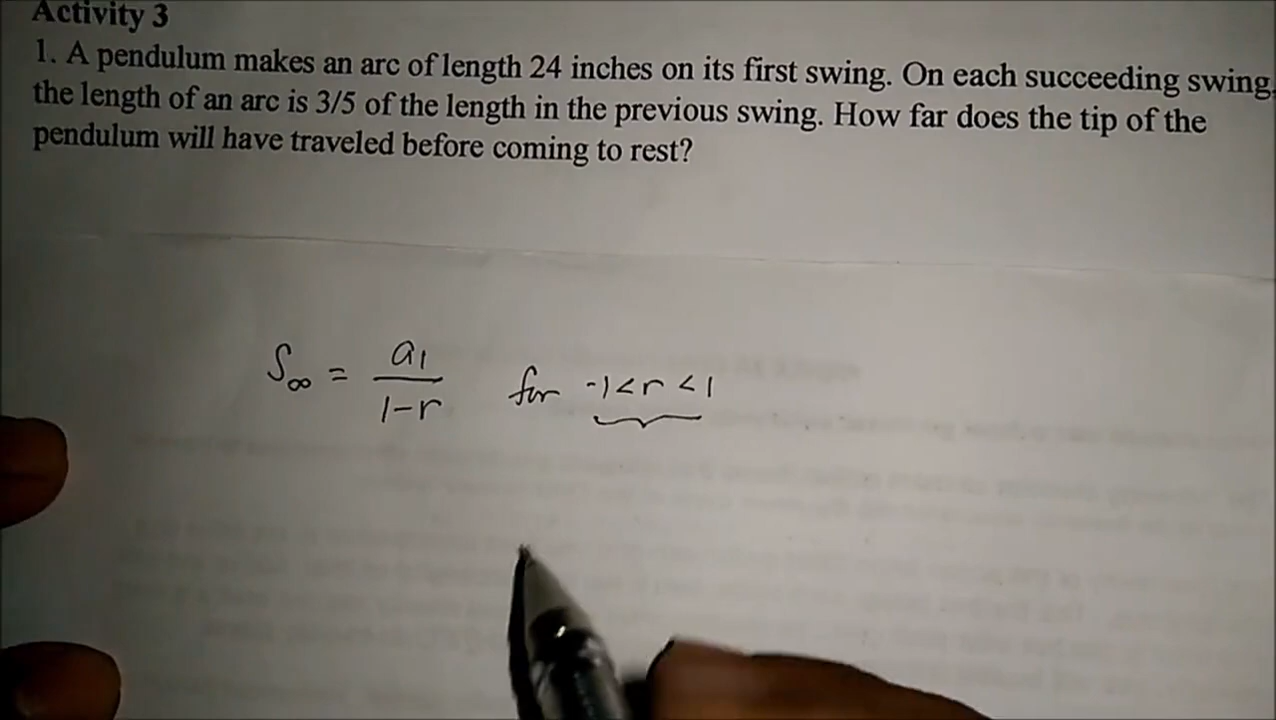 Activity 3
1. A pendulum makes an arc of length 24 inches on its first swing. On each succeeding swing,
the length of an arc is 3/5 of the length in the previous swing. How far does the tip of the
pendulum will have traveled before coming to rest?
S∞ = a₁ / 1-r for -1<r<1